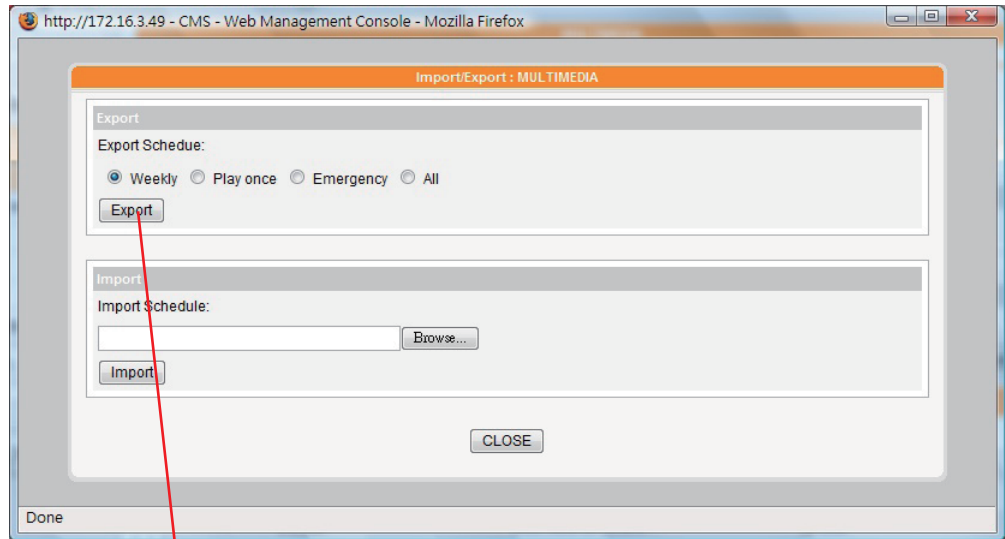 http://172.16.3.49 - CMS - Web Management Console - Mozilla Firefox
Import/Export : MULTIMEDIA
Export
Export Schedue:
Weekly Play once Emergency All
Export
Import
Import Schedule:
Browse...
Import
CLOSE
Done